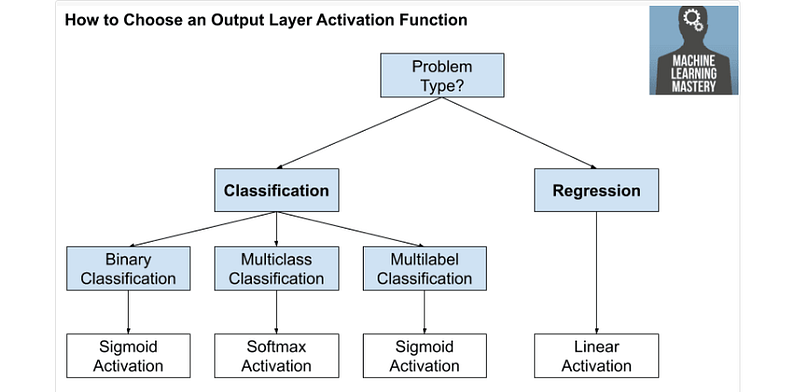 How to Choose an Output Layer Activation Function
MACHINE
LEARNING
MASTERY
Problem
Type?
Classification
Regression
Binary
Classification
Multiclass
Classification
Multilabel
Classification
Sigmoid
Activation
Softmax
Activation
Sigmoid
Activation
Linear
Activation